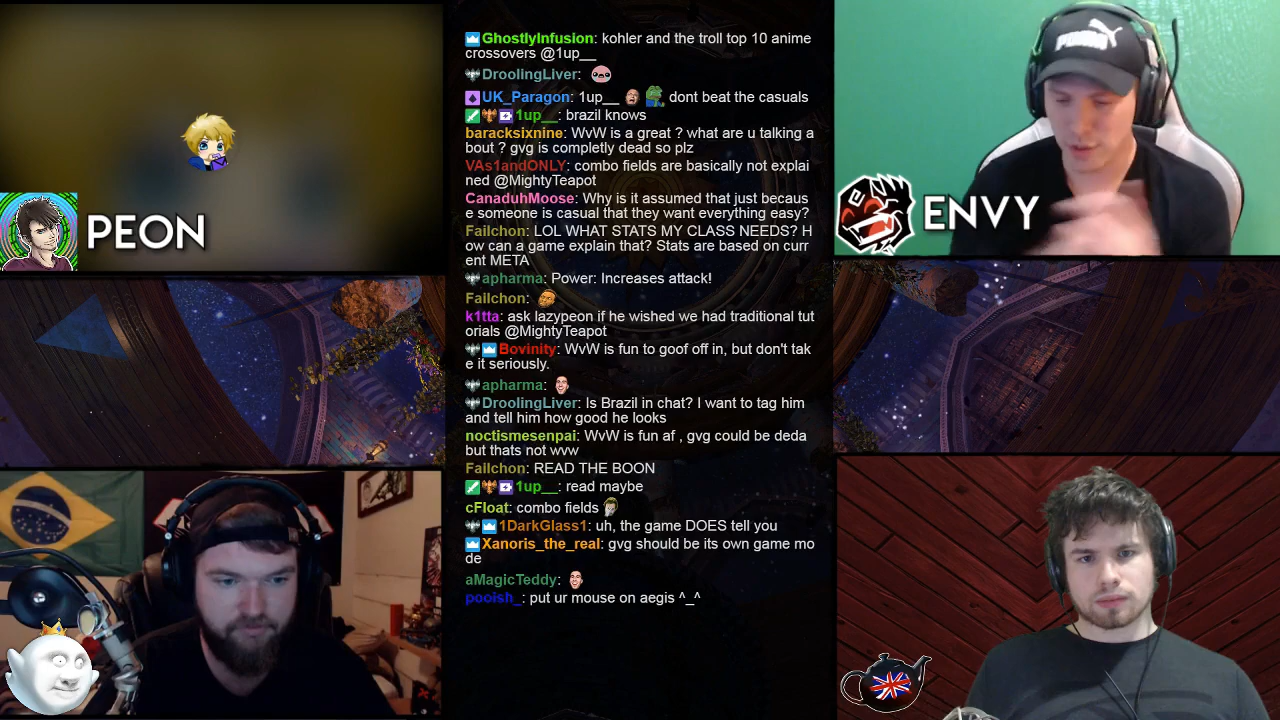 GhostlyInfusion: kohler and the troll top 10 anime
crossovers @1up__
DroolingLiver:
UK_Paragon: 1up__ dont beat the casuals
1up__: brazil knows
baracksixnine: WvW is a great ? what are u talking a
bout ? gvg is completly dead so plz
VAs1andONLY: combo fields are basically not explai
ned @MightyTeapot
CanaduhMoose: Why is it assumed that just becaus
e someone is casual that they want everything easy?
Failchon: LOL WHAT STATS MY CLASS NEEDS? H
ow can a game explain that? Stats are based on curr
ent META
apharma: Power: Increases attack!
Failchon:
k1tta: ask lazypeon if he wished we had traditional tut
orials @MightyTeapot
Bovinity: WvW is fun to goof off in, but don't tak
e it seriously.
apharma:
DroolingLiver: Is Brazil in chat? I want to tag him
and tell him how good he looks
noctismesenpai: WvW is fun af , gvg could be deda
but thats not wvw
Failchon: READ THE BOON
1up__: read maybe
cFloat: combo fields
1DarkGlass1: uh, the game DOES tell you
Xanoris_the_real: gvg should be its own game mo
de
aMagicTeddy:
pooish_: put ur mouse on aegis ^_^
PEON
PUMA
ENVY